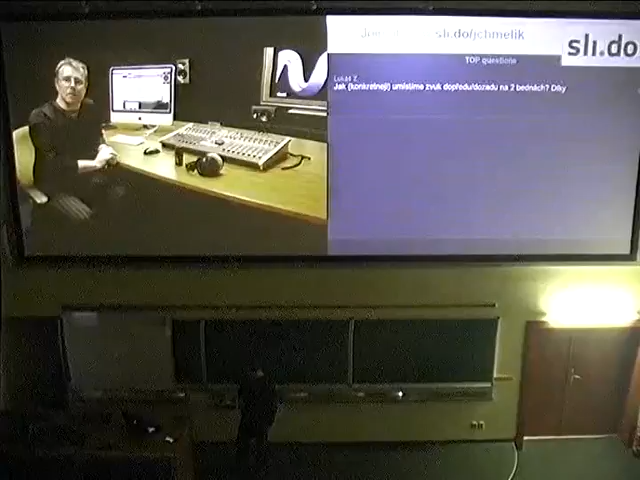 sli.do/jchmelik
sli.do
TOP questions
Lukáš Z.
Jak (konkrétněji) umístíme zvuk dopředu/dozadu na 2 bednách? Díky